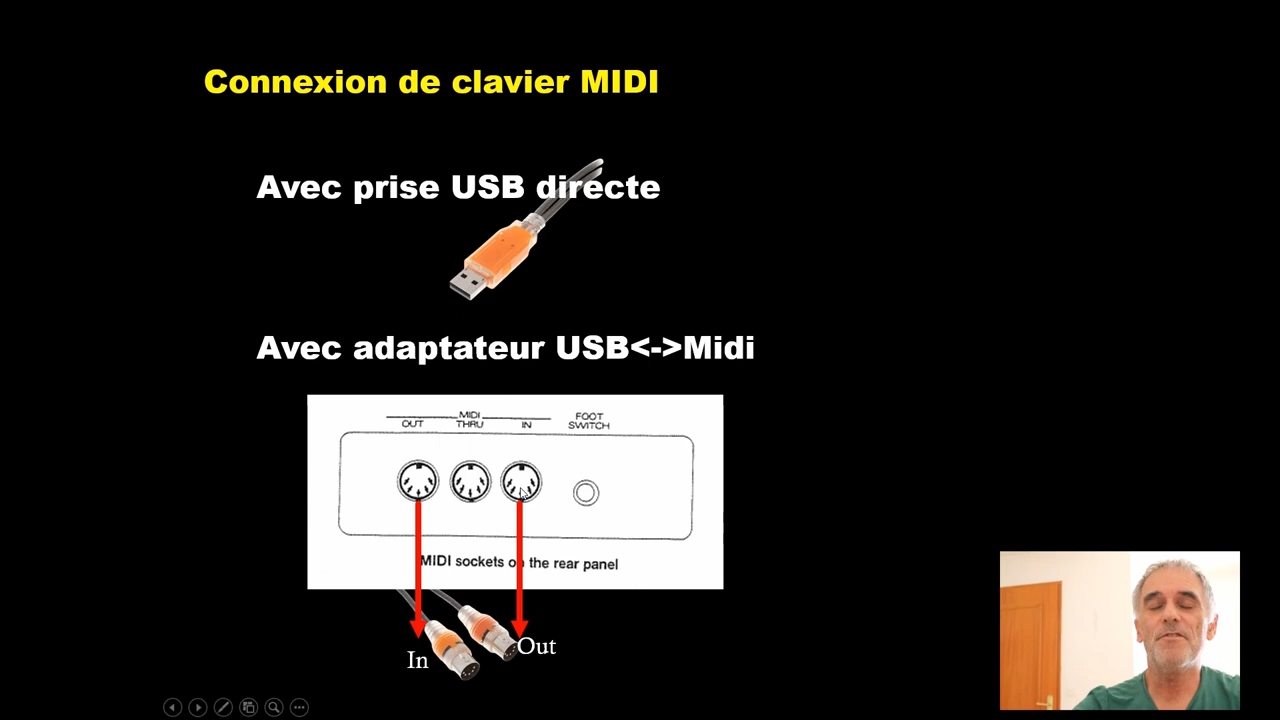 Connexion de clavier MIDI
Avec prise USB directe
Avec adaptateur USB<->Midi
MIDI
OUT THRU IN
FOOT SWITCH
MIDI sockets on the rear panel
In
Out